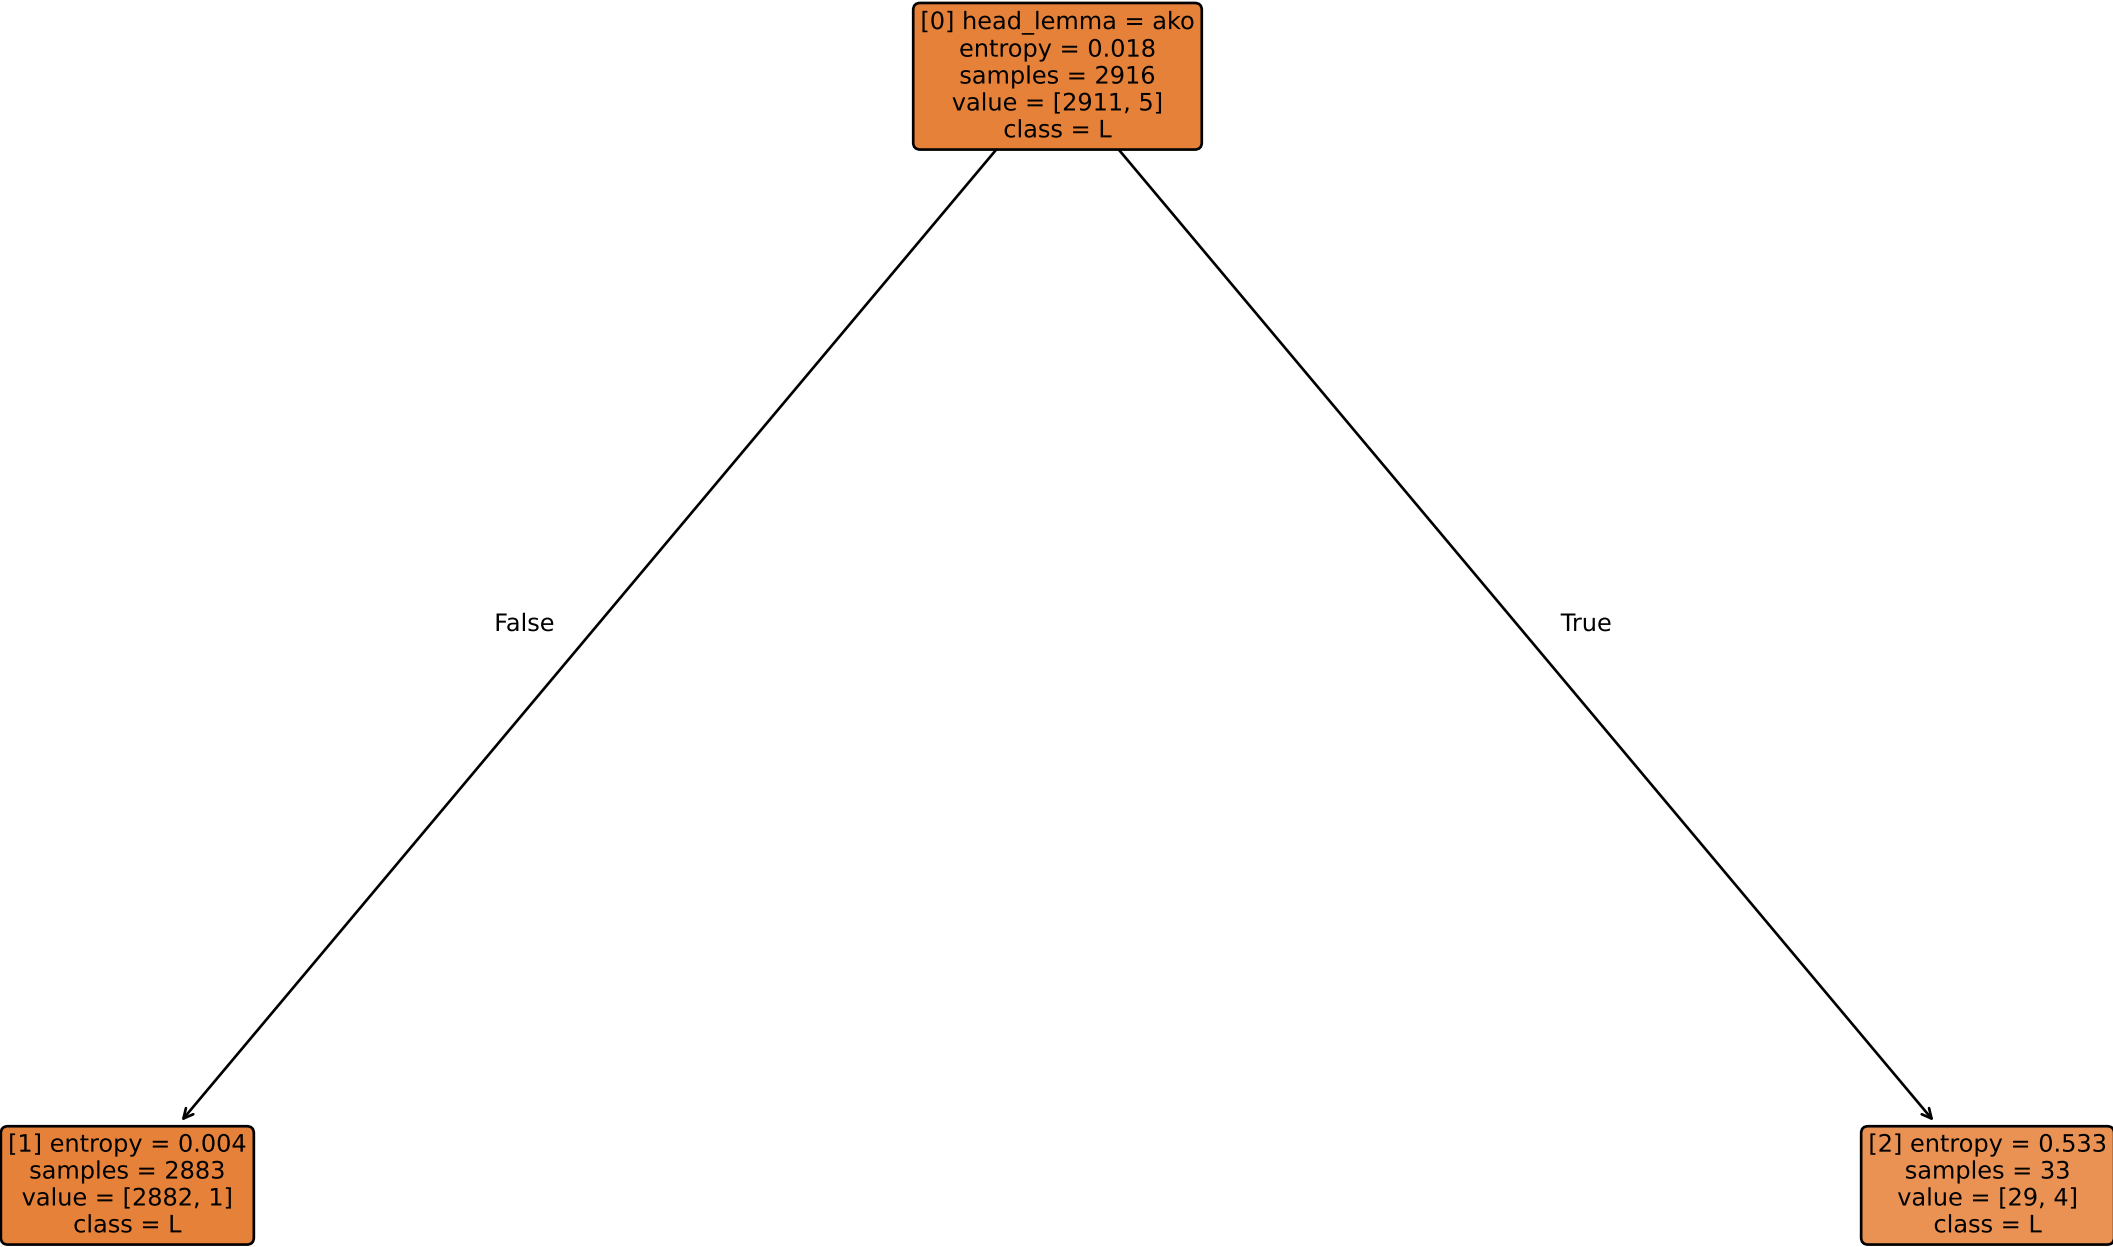 [0] head_lemma = ako
entropy = 0.018
samples = 2916
value = [2911, 5]
class = L
False
True
[1] entropy = 0.004
samples = 2883
value = [2882, 1]
class = L
[2] entropy = 0.533
samples = 33
value = [29, 4]
class = L